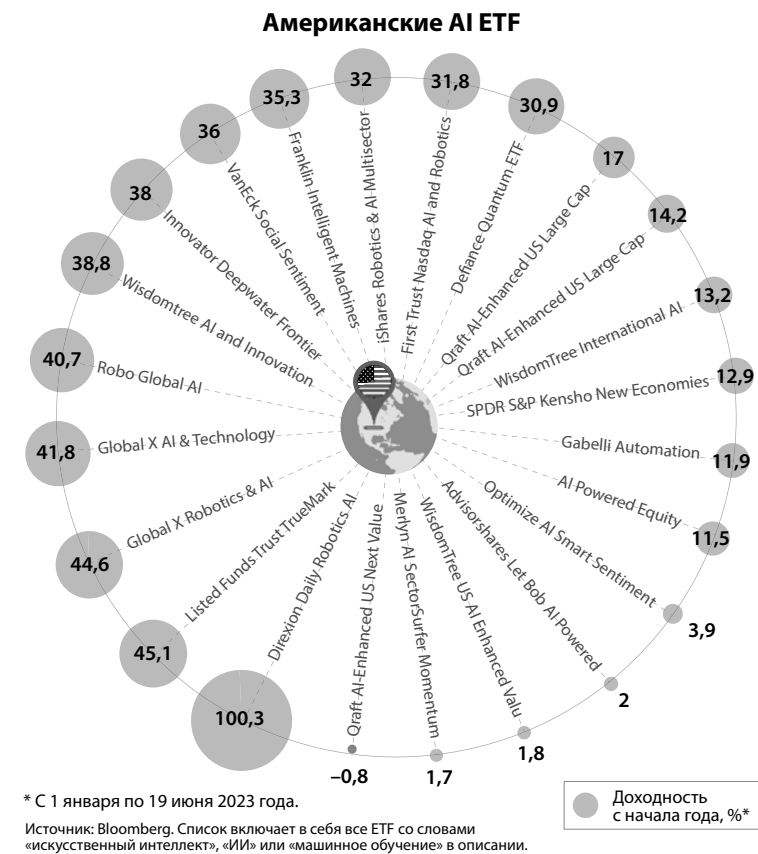 Американские AI ETF
32
iShares Robotics & AI Multisector
31,8
First Trust Nasdaq AI and Robotics
30,9
Defiance Quantum ETF
17
Qraft AI-Enhanced US Large Cap
14,2
Qraft AI-Enhanced US Large Cap
13,2
WisdomTree International AI
12,9
SPDR S&P Kensho New Economies
11,9
Gabelli Automation
11,5
AI Powered Equity
3,9
Optimize AI Smart Sentiment
2
Advisorshares Let Bob AI Powered
1,8
WisdomTree US AI Enhanced Valu
1,7
Merlyn AI SectorSurfer Momentum
–0,8
Qraft AI-Enhanced US Next Value
100,3
Direxion Daily Robotics AI
45,1
Listed Funds Trust TrueMark
44,6
Global X Robotics & AI
41,8
Global X AI & Technology
40,7
Robo Global AI
38,8
Wisdomtree AI and Innovation
38
Innovator Deepwater Frontier
36
VanEck Social Sentiment
35,3
Franklin Intelligent Machines
* С 1 января по 19 июня 2023 года.
Доходность
с начала года, %*
Источник: Bloomberg. Список включает в себя все ETF со словами
«искусственный интеллект», «ИИ» или «машинное обучение» в описании.